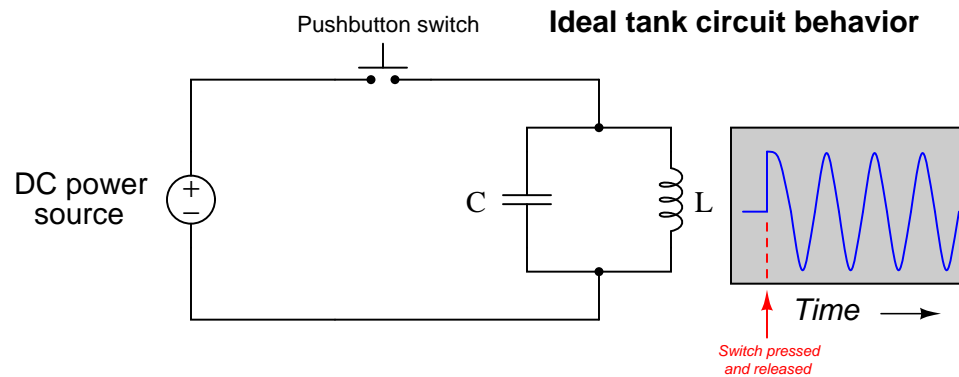 Pushbutton switch
Ideal tank circuit behavior
DC power
source
+
−
C
L
Time
Switch pressed
and released